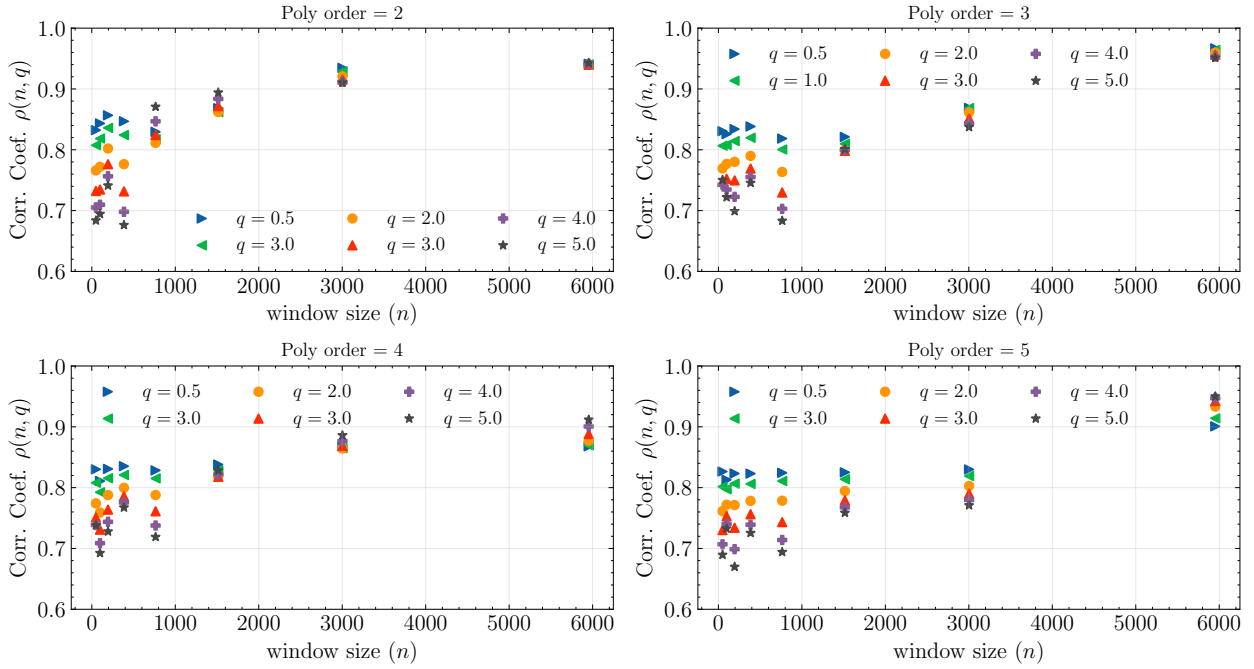 Poly order = 2
1.0
0.9
0.8
0.7
0.6
Corr. Coef. ρ(n, q)
q = 0.5 q = 2.0 q = 4.0
q = 3.0 q = 3.0 q = 5.0
0 1000 2000 3000 4000 5000 6000
window size (n)
Poly order = 3
1.0
0.9
0.8
0.7
0.6
Corr. Coef. ρ(n, q)
q = 0.5 q = 2.0 q = 4.0
q = 1.0 q = 3.0 q = 5.0
0 1000 2000 3000 4000 5000 6000
window size (n)
Poly order = 4
1.0
0.9
0.8
0.7
0.6
Corr. Coef. ρ(n, q)
q = 0.5 q = 2.0 q = 4.0
q = 3.0 q = 3.0 q = 5.0
0 1000 2000 3000 4000 5000 6000
window size (n)
Poly order = 5
1.0
0.9
0.8
0.7
0.6
Corr. Coef. ρ(n, q)
q = 0.5 q = 2.0 q = 4.0
q = 3.0 q = 3.0 q = 5.0
0 1000 2000 3000 4000 5000 6000
window size (n)